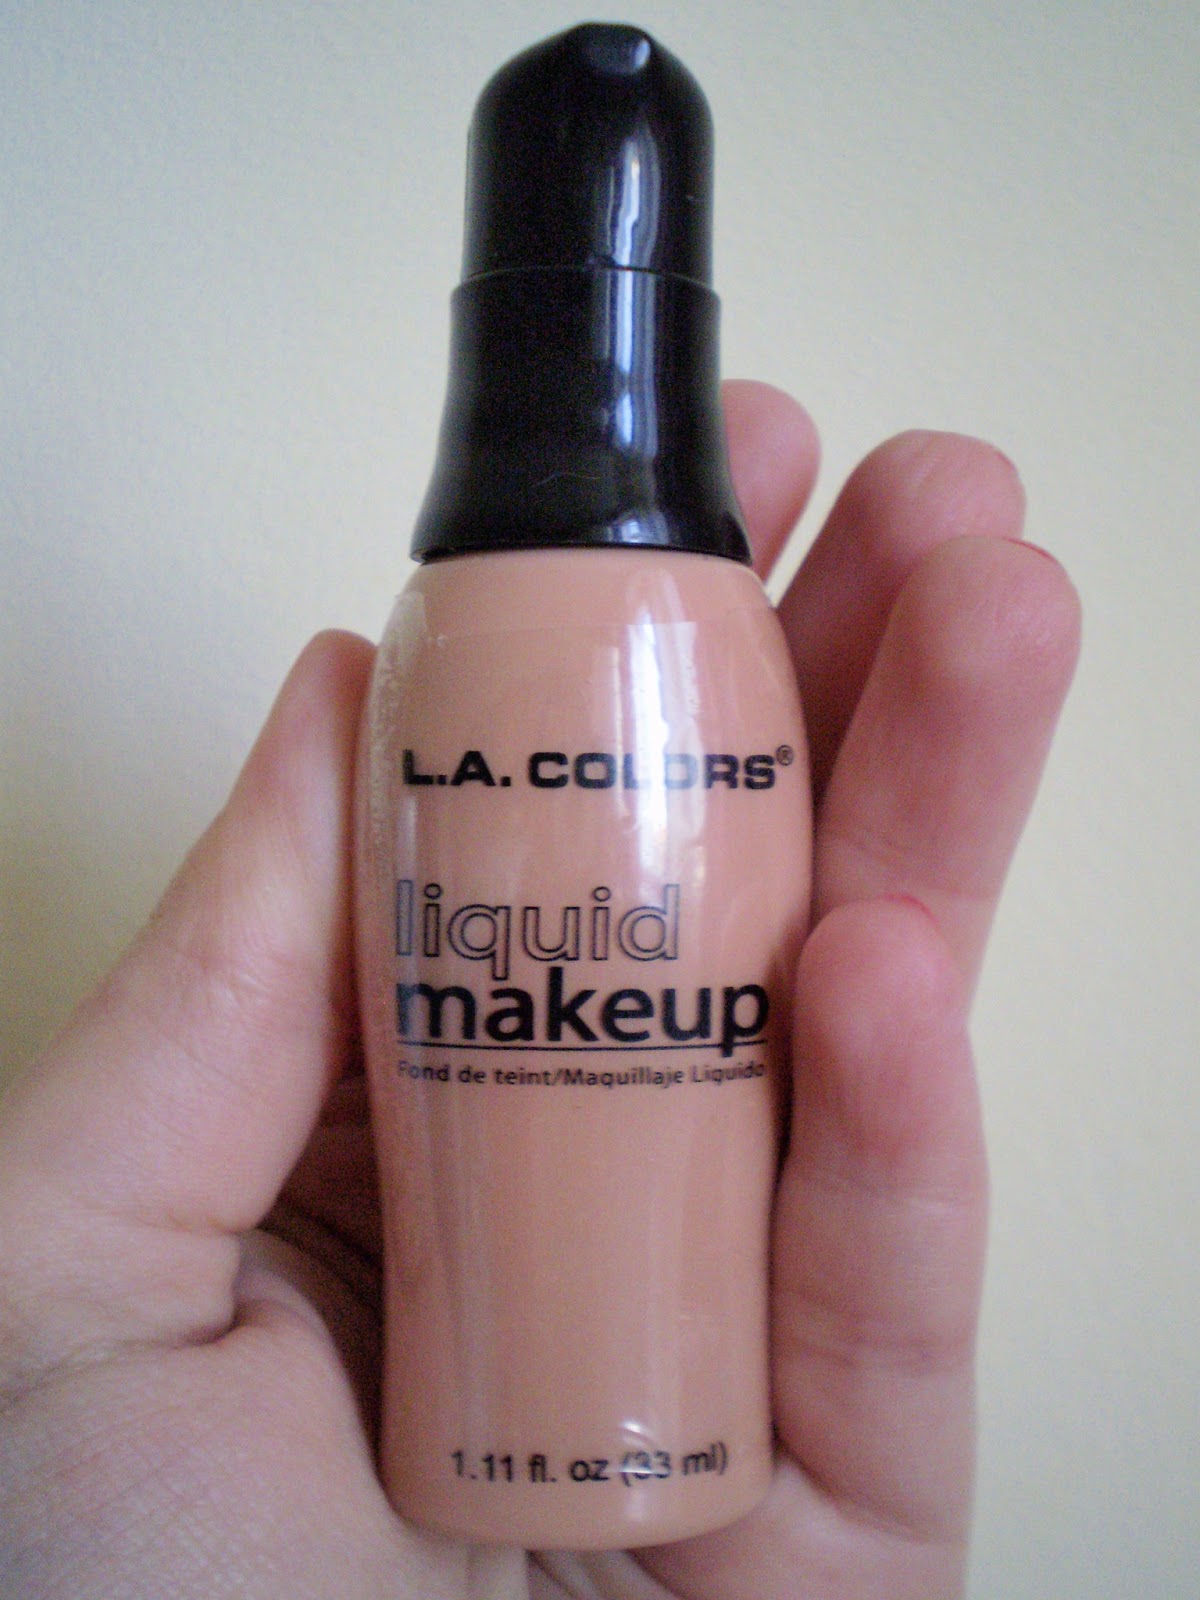 L.A. COLORS®
liquid
makeup
Fond de teint/Maquillaje Liquido
1.11 fl. oz (33 ml)